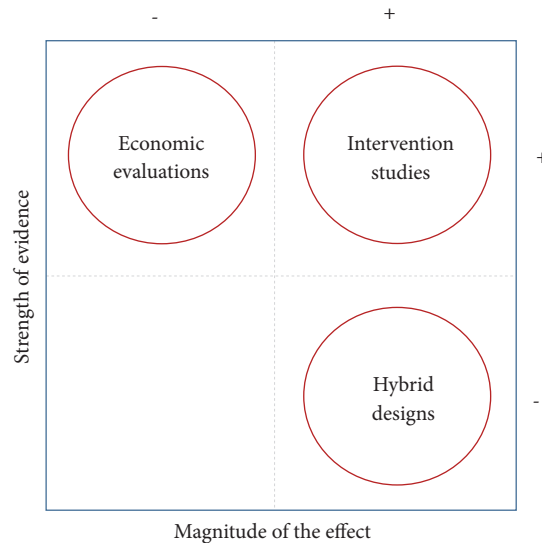 - +
Economic
evaluations
Intervention
studies
+
Strength of evidence
Hybrid
designs
-
Magnitude of the effect